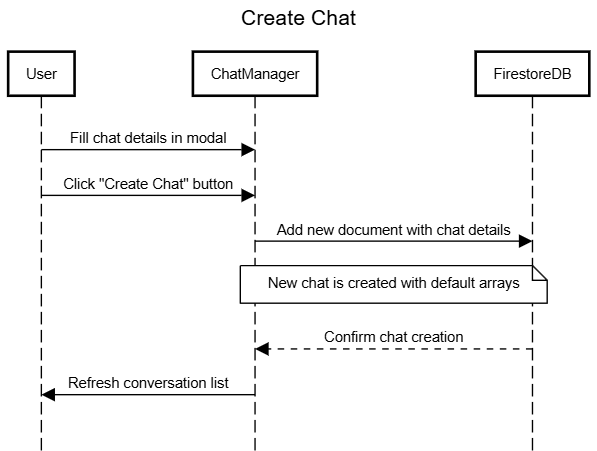 Create Chat
User
ChatManager
FirestoreDB
Fill chat details in modal
Click "Create Chat" button
Add new document with chat details
New chat is created with default arrays
Confirm chat creation
Refresh conversation list